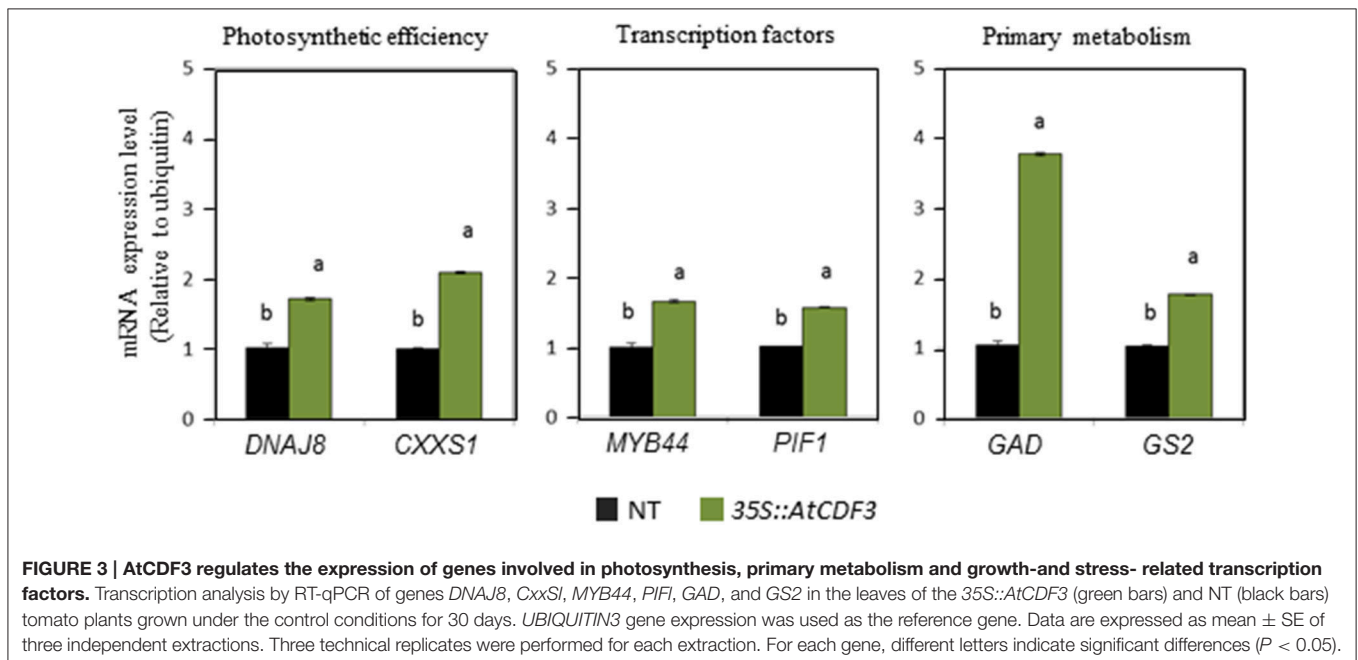 Photosynthetic efficiency
Transcription factors
Primary metabolism
mRNA expression level
(Relative to ubiquitin)
5
4
3
2
1
0
b
a
b
a
DNAJ8
CXXS1
5
4
3
2
1
0
b
a
b
a
MYB44
PIF1
5
4
3
2
1
0
b
a
b
a
GAD
GS2
NT
35S::AtCDF3
FIGURE 3 | AtCDF3 regulates the expression of genes involved in photosynthesis, primary metabolism and growth-and stress- related transcription
factors. Transcription analysis by RT-qPCR of genes DNAJ8, CxxSI, MYB44, PIFI, GAD, and GS2 in the leaves of the 35S::AtCDF3 (green bars) and NT (black bars)
tomato plants grown under the control conditions for 30 days. UBIQUITIN3 gene expression was used as the reference gene. Data are expressed as mean ± SE of
three independent extractions. Three technical replicates were performed for each extraction. For each gene, different letters indicate significant differences (P < 0.05).